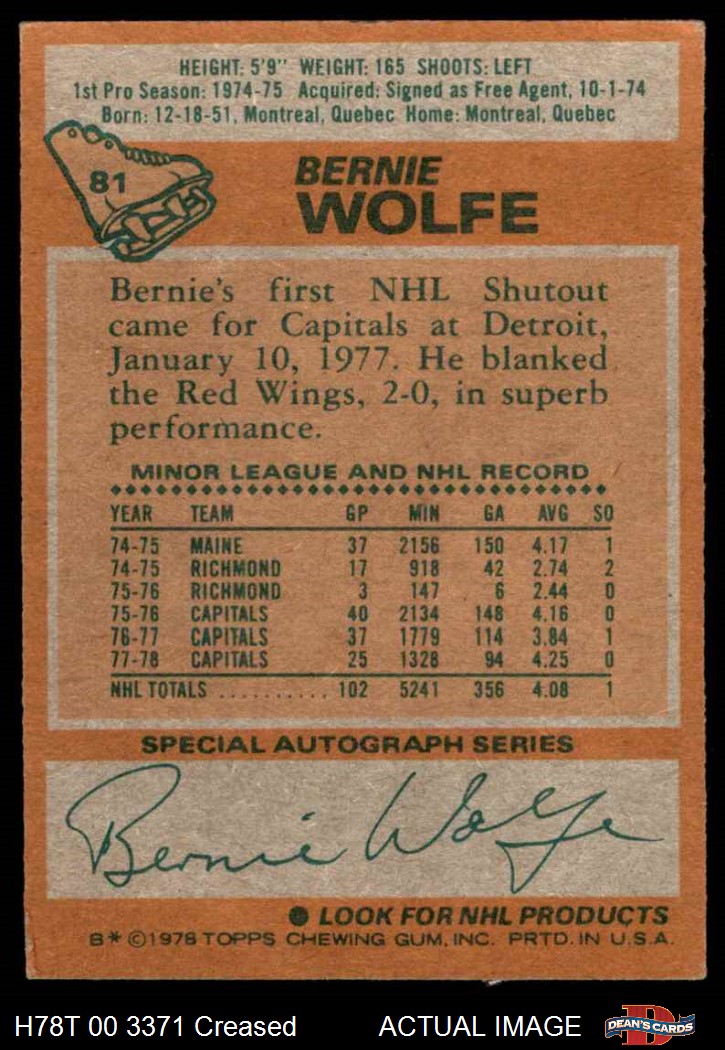 HEIGHT: 5'9" WEIGHT: 165 SHOOTS: LEFT
1st Pro Season: 1974-75 Acquired: Signed as Free Agent, 10-1-74
Born: 12-18-51, Montreal, Quebec Home: Montreal, Quebec
81
BERNIE
WOLFE
Bernie's first NHL Shutout
came for Capitals at Detroit,
January 10, 1977. He blanked
the Red Wings, 2-0, in superb
performance.
MINOR LEAGUE AND NHL RECORD
YEAR TEAM GP MIN GA AVG SO
74-75 MAINE 37 2156 150 4.17 1
74-75 RICHMOND 17 918 42 2.74 2
75-76 RICHMOND 3 147 6 2.44 0
75-76 CAPITALS 40 2134 148 4.16 0
76-77 CAPITALS 37 1779 114 3.84 1
77-78 CAPITALS 25 1328 94 4.25 0
NHL TOTALS .......... 102 5241 356 4.08 1
SPECIAL AUTOGRAPH SERIES
Bernie Wolfe
● LOOK FOR NHL PRODUCTS
B* ©1978 TOPPS CHEWING GUM, INC. PRTD. IN U.S.A.
H78T 00 3371 Creased ACTUAL IMAGE
D
DEAN'S CARDS